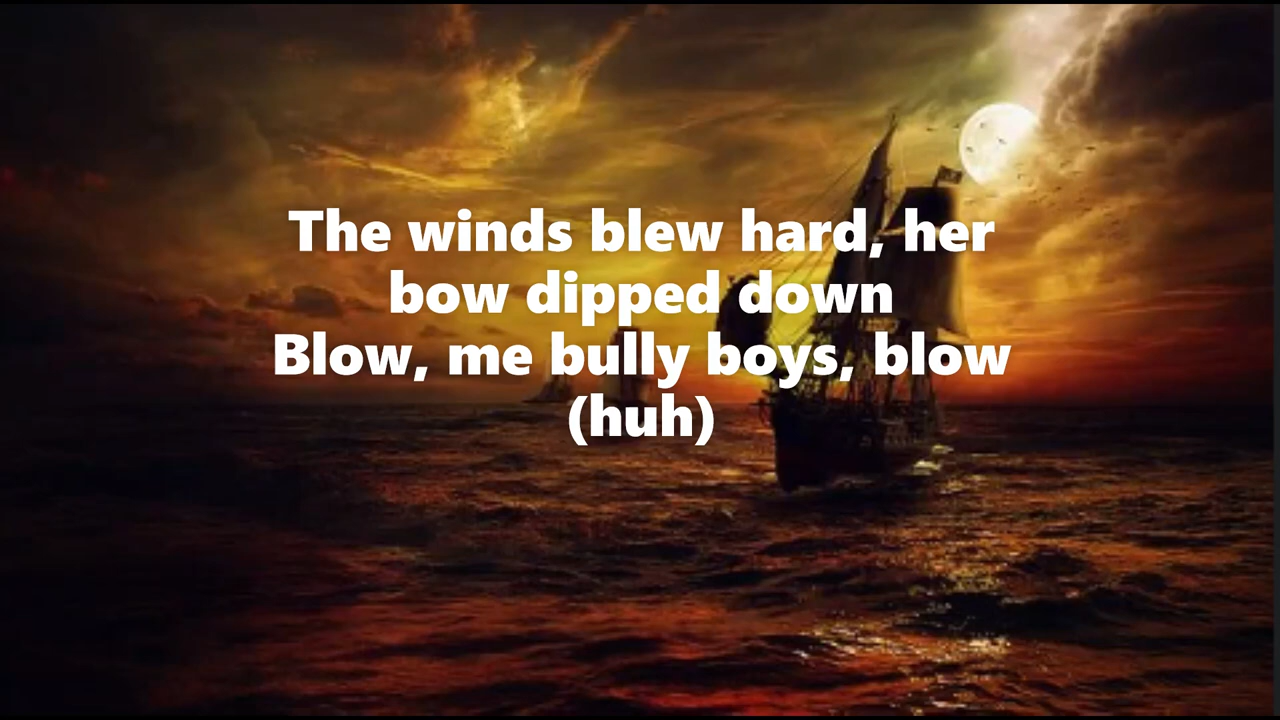 The winds blew hard, her
bow dipped down
Blow, me bully boys, blow
(huh)